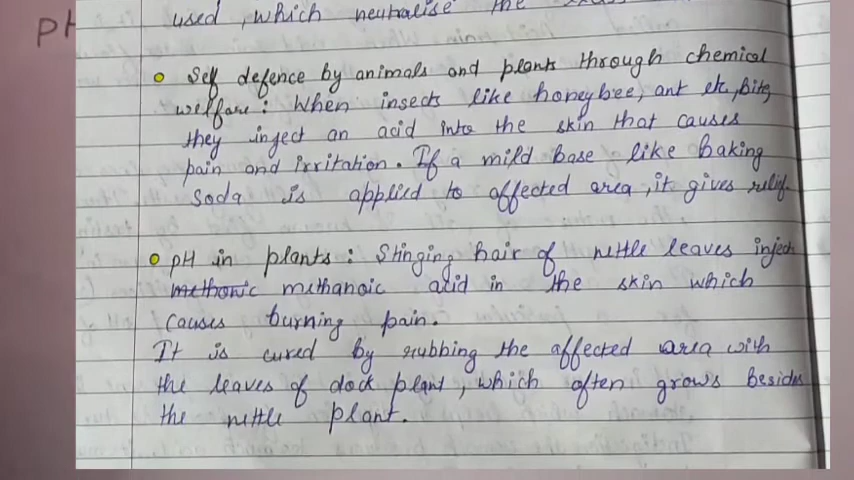 pH
used, which neutralise the
Self defence by animals and plants through chemical
welfare: When insects like honeybee, ant etc, bite,
they inject an acid into the skin that causes
pain and irritation. If a mild base like baking
soda is applied to affected area, it gives relief.
pH in plants: Stinging hair of nettle leaves inject
methonic methanoic acid in the skin which
causes burning pain.
It is cured by rubbing the affected area with
the leaves of dock plant, which often grows besides
the nettle plant.